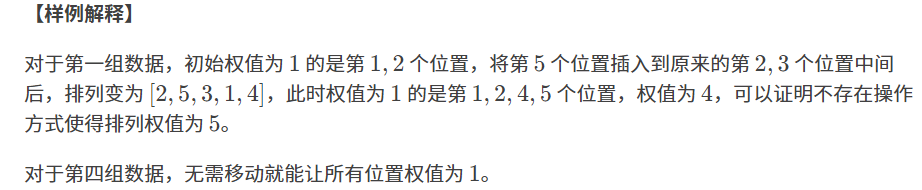 【样例解释】
对于第一组数据，初始权值为 1 的是第 1, 2 个位置，将第 5 个位置插入到原来的第 2, 3 个位置中间
后，排列变为 [2, 5, 3, 1, 4]，此时权值为 1 的是第 1, 2, 4, 5 个位置，权值为 4，可以证明不存在操作
方式使得排列权值为 5。
对于第四组数据，无需移动就能让所有位置权值为 1。